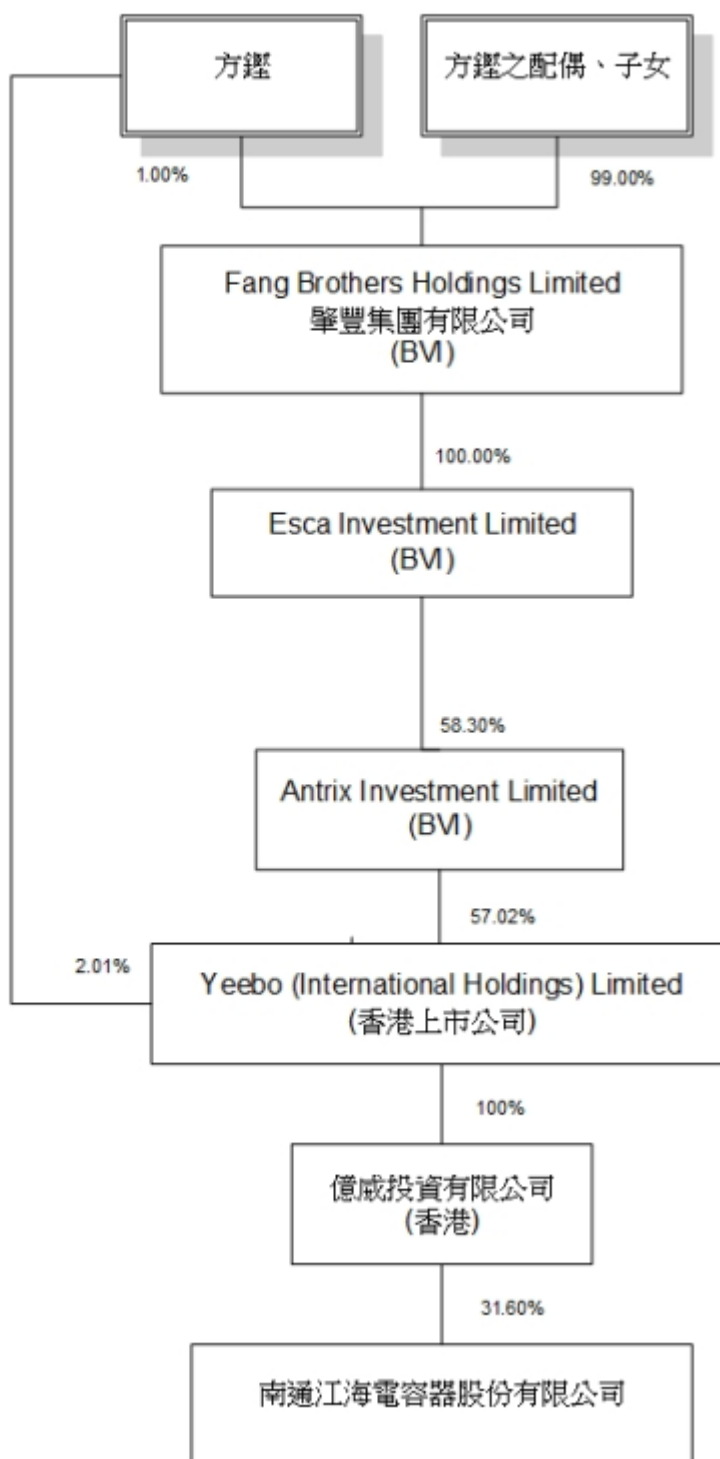 方鏗
方鏗之配偶、子女
1.00%
99.00%
Fang Brothers Holdings Limited
肇豐集團有限公司
(BVI)
100.00%
Esca Investment Limited
(BVI)
58.30%
Antrix Investment Limited
(BVI)
57.02%
2.01%
Yeebo (International Holdings) Limited
(香港上市公司)
100%
億威投資有限公司
(香港)
31.60%
南通江海電容器股份有限公司